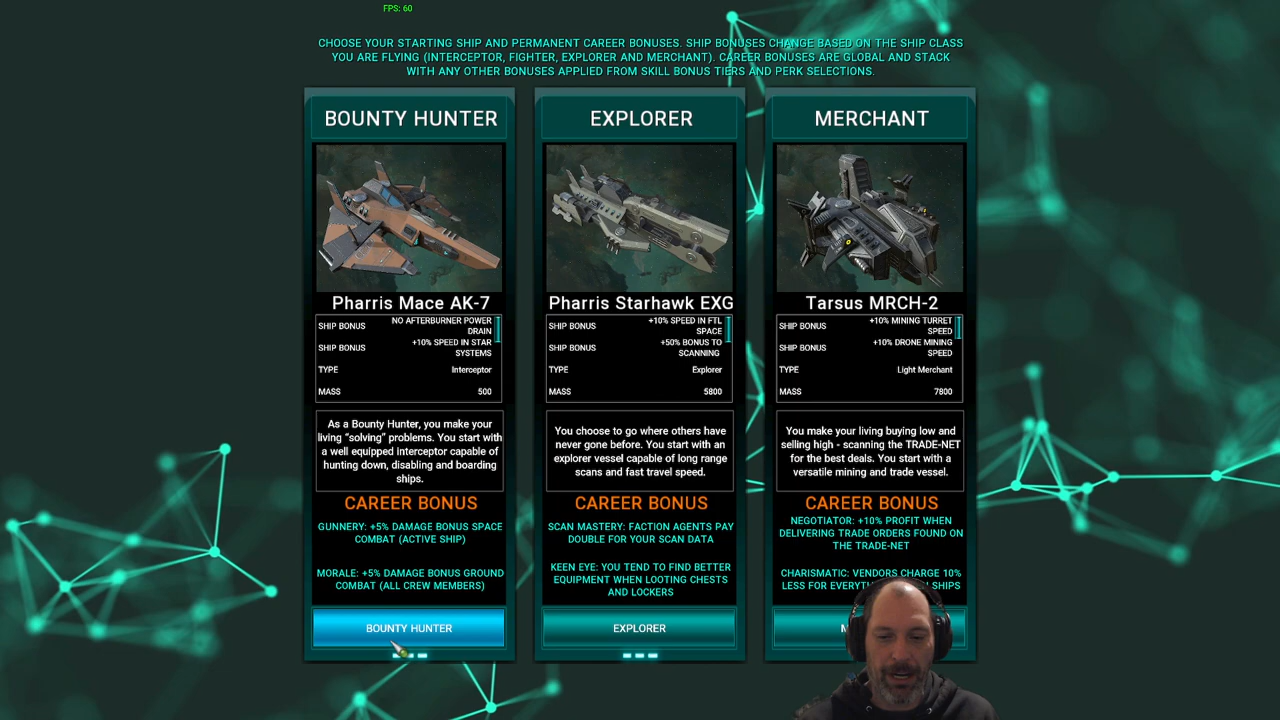 FPS: 60
CHOOSE YOUR STARTING SHIP AND PERMANENT CAREER BONUSES. SHIP BONUSES CHANGE BASED ON THE SHIP CLASS
YOU ARE FLYING (INTERCEPTOR, FIGHTER, EXPLORER AND MERCHANT). CAREER BONUSES ARE GLOBAL AND STACK
WITH ANY OTHER BONUSES APPLIED FROM SKILL BONUS TIERS AND PERK SELECTIONS.
BOUNTY HUNTER
Pharris Mace AK-7
SHIP BONUS NO AFTERBURNER POWER
DRAIN
SHIP BONUS +10% SPEED IN STAR
SYSTEMS
TYPE Interceptor
MASS 500
As a Bounty Hunter, you make your
living "solving" problems. You start with
a well equipped interceptor capable of
hunting down, disabling and boarding
ships.
CAREER BONUS
GUNNERY: +5% DAMAGE BONUS SPACE
COMBAT (ACTIVE SHIP)
MORALE: +5% DAMAGE BONUS GROUND
COMBAT (ALL CREW MEMBERS)
BOUNTY HUNTER
EXPLORER
Pharris Starhawk EXG
SHIP BONUS +10% SPEED IN FTL
SPACE
SHIP BONUS +50% BONUS TO
SCANNING
TYPE Explorer
MASS 5800
You choose to go where others have
never gone before. You start with an
explorer vessel capable of long range
scans and fast travel speed.
CAREER BONUS
SCAN MASTERY: FACTION AGENTS PAY
DOUBLE FOR YOUR SCAN DATA
KEEN EYE: YOU TEND TO FIND BETTER
EQUIPMENT WHEN LOOTING CHESTS
AND LOCKERS
EXPLORER
MERCHANT
Tarsus MRCH-2
SHIP BONUS +10% MINING TURRET
SPEED
SHIP BONUS +10% DRONE MINING
SPEED
TYPE Light Merchant
MASS 7800
You make your living buying low and
selling high - scanning the TRADE-NET
for the best deals. You start with a
versatile mining and trade vessel.
CAREER BONUS
NEGOTIATOR: +10% PROFIT WHEN
DELIVERING TRADE ORDERS FOUND ON
THE TRADE-NET
CHARISMATIC: VENDORS CHARGE 10%
LESS FOR SHIPS